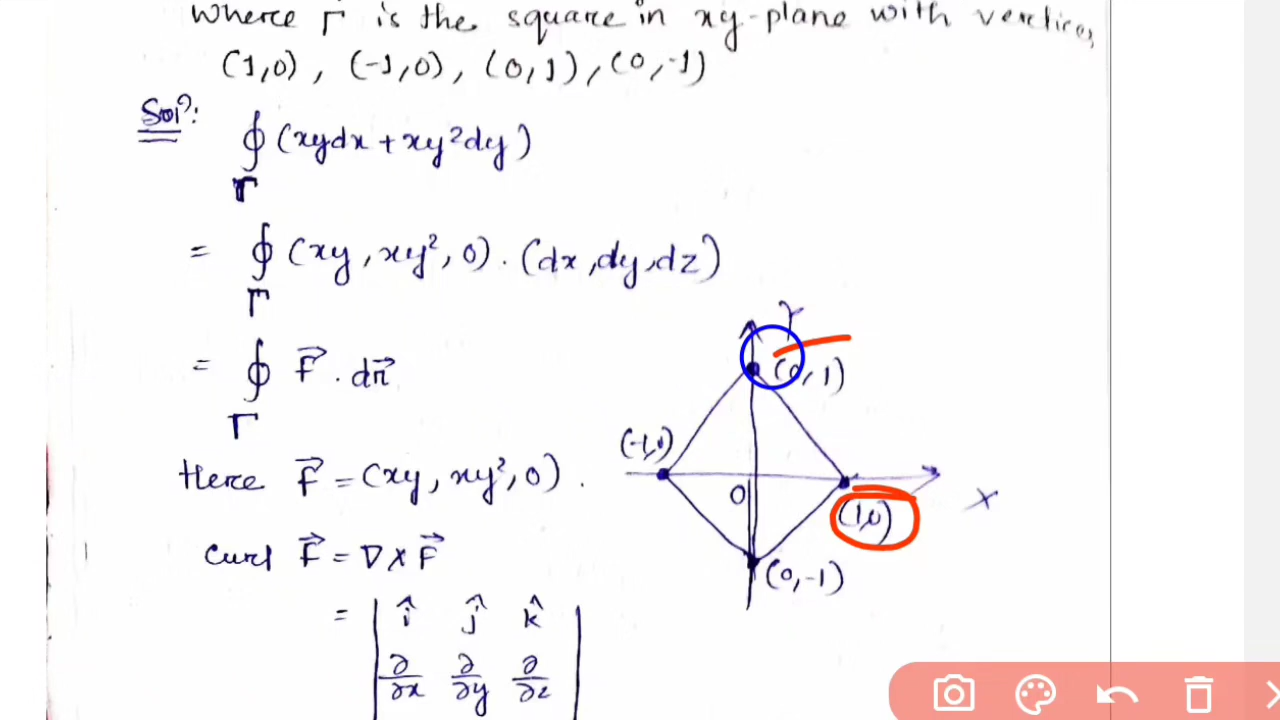 where Γ is the square in xy-plane with vertices
(1,0), (-1,0), (0,1), (0,-1)
Solⁿ:
∮ (xydx + xy²dy)
Γ
= ∮ (xy, xy², 0) . (dx, dy, dz)
Γ
= ∮ F⃗ . dr⃗
Γ
Here F⃗ = (xy, xy², 0).
Curl F⃗ = ∇ × F⃗
= | î ĵ k̂ |
∂/∂x ∂/∂y ∂/∂z
Y
(0,1)
(-1,0)
O
(1,0)
X
(0,-1)